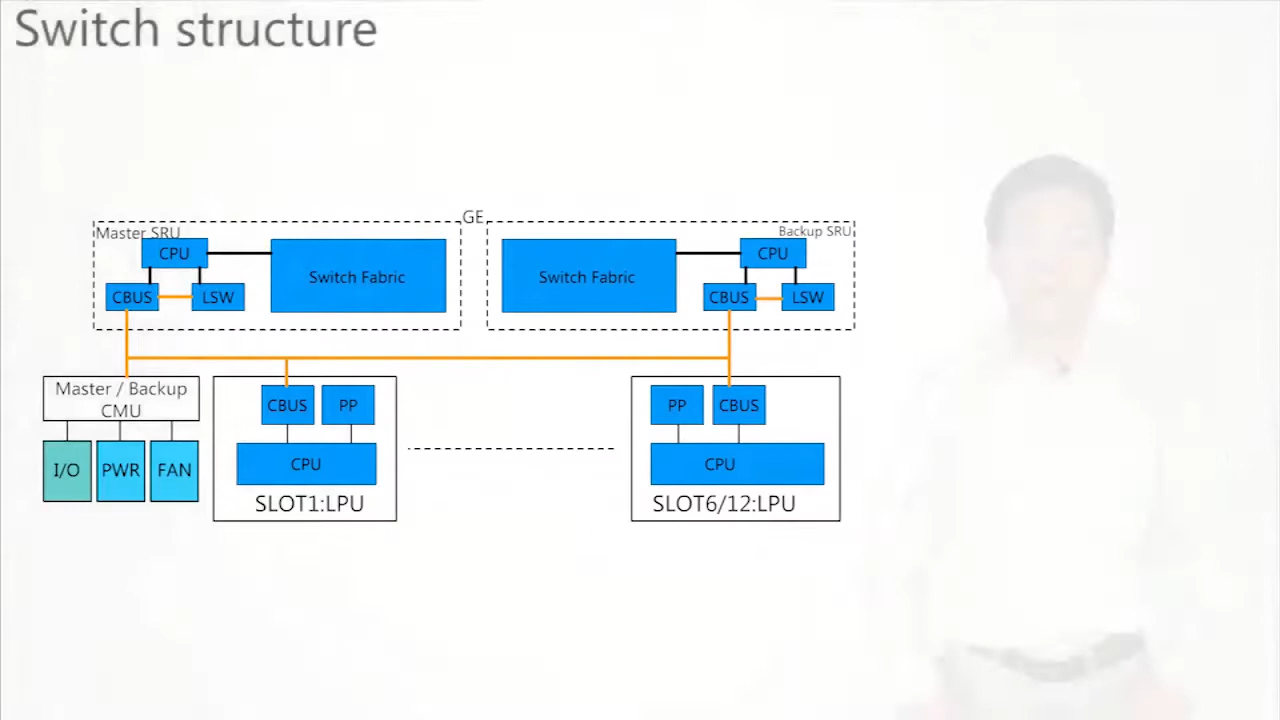 Switch structure
GE
Master SRU
Backup SRU
CPU
Switch Fabric
CBUS
LSW
Switch Fabric
CPU
CBUS
LSW
Master / Backup
CMU
I/O
PWR
FAN
CBUS
PP
CPU
SLOT1:LPU
PP
CBUS
CPU
SLOT6/12:LPU